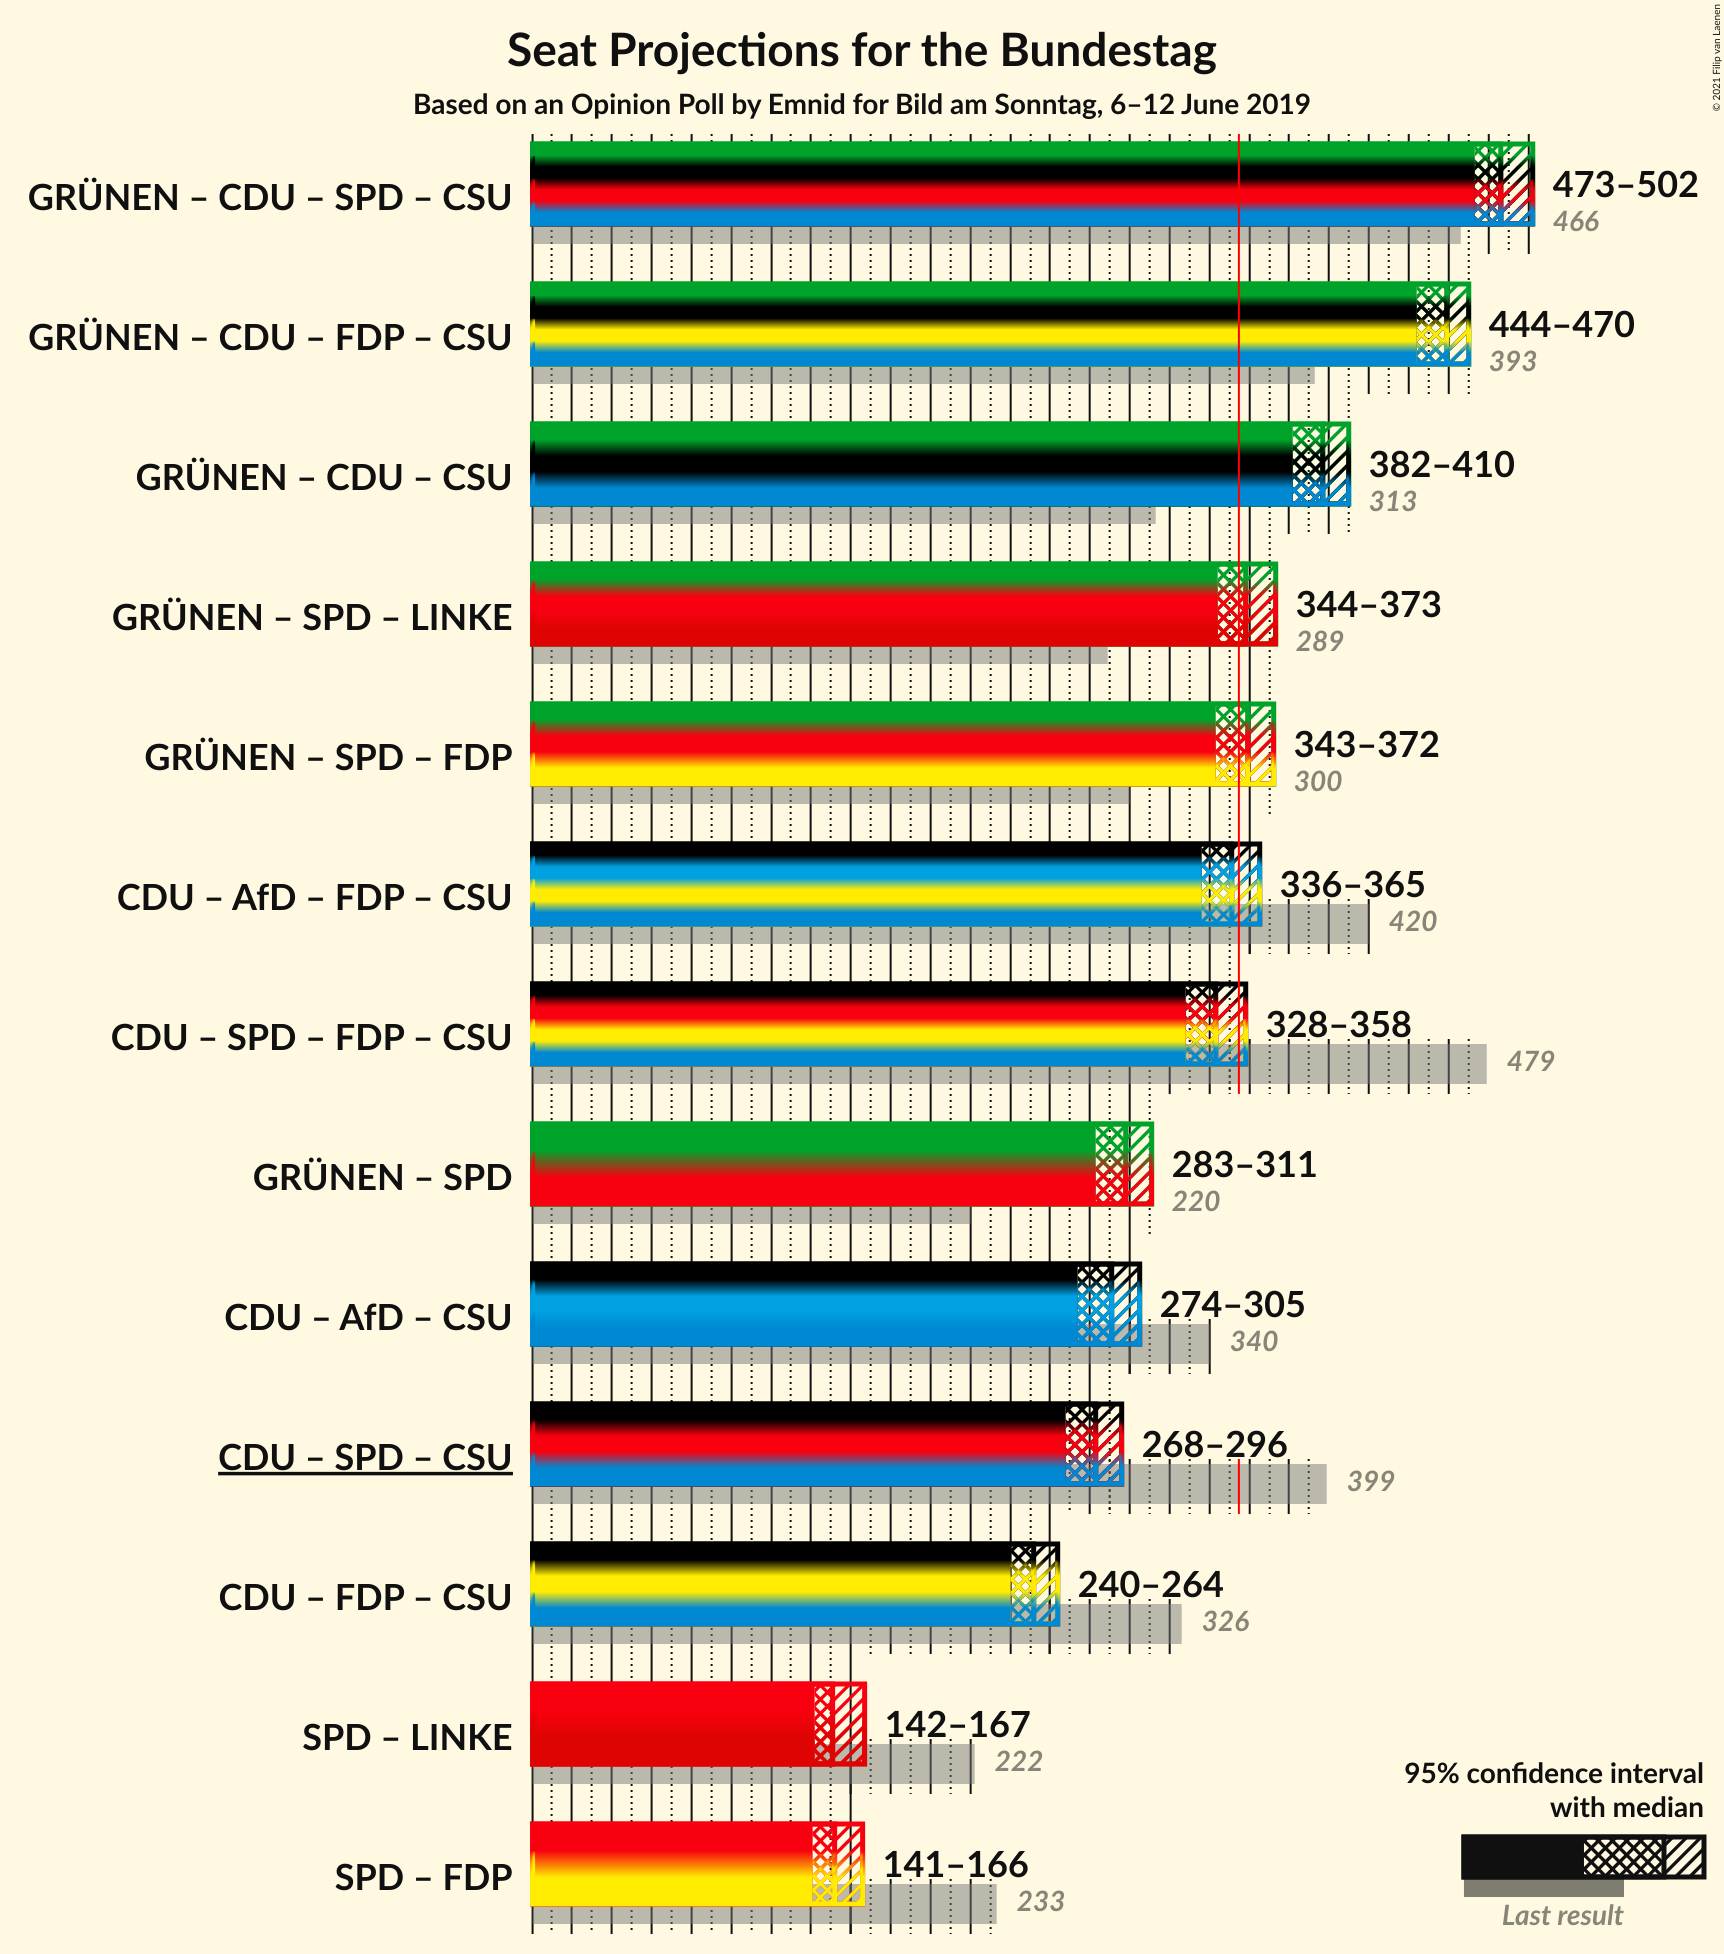 Seat Projections for the Bundestag
Based on an Opinion Poll by Emnid for Bild am Sonntag, 6–12 June 2019
© 2021 Filip van Laenen
GRÜNEN – CDU – SPD – CSU
473–502
466
GRÜNEN – CDU – FDP – CSU
444–470
393
GRÜNEN – CDU – CSU
382–410
313
GRÜNEN – SPD – LINKE
344–373
289
GRÜNEN – SPD – FDP
343–372
300
CDU – AfD – FDP – CSU
336–365
420
CDU – SPD – FDP – CSU
328–358
479
GRÜNEN – SPD
283–311
220
CDU – AfD – CSU
274–305
340
CDU – SPD – CSU
268–296
399
CDU – FDP – CSU
240–264
326
SPD – LINKE
142–167
222
SPD – FDP
141–166
233
95% confidence interval
with median
Last result